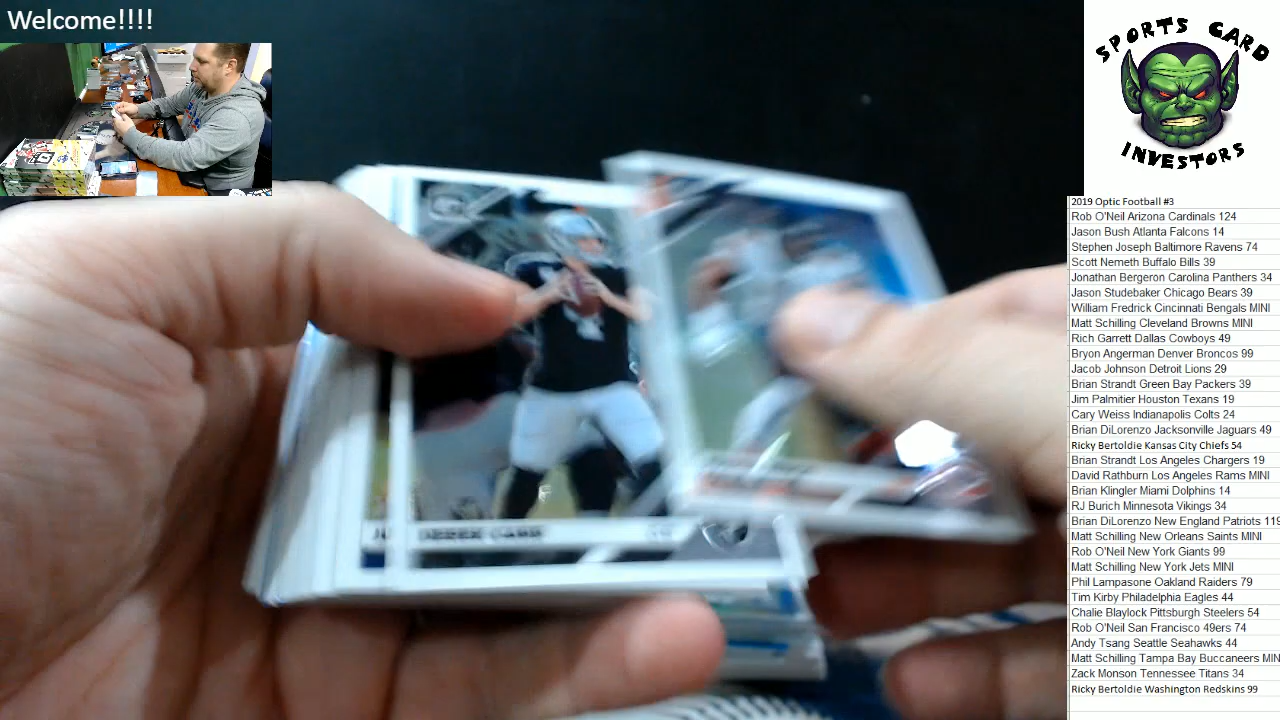 Welcome!!!!
SPORTS CARD
INVESTORS
2019 Optic Football #3
Rob O'Neil Arizona Cardinals 124
Jason Bush Atlanta Falcons 14
Stephen Joseph Baltimore Ravens 74
Scott Nemeth Buffalo Bills 39
Jonathan Bergeron Carolina Panthers 34
Jason Studebaker Chicago Bears 39
William Fredrick Cincinnati Bengals MINI
Matt Schilling Cleveland Browns MINI
Rich Garrett Dallas Cowboys 49
Bryon Angerman Denver Broncos 99
Jacob Johnson Detroit Lions 29
Brian Strandt Green Bay Packers 39
Jim Palmitier Houston Texans 19
Cary Weiss Indianapolis Colts 24
Brian DiLorenzo Jacksonville Jaguars 49
Ricky Bertoldie Kansas City Chiefs 54
Brian Strandt Los Angeles Chargers 19
David Rathburn Los Angeles Rams MINI
Brian Klingler Miami Dolphins 14
RJ Burich Minnesota Vikings 34
Brian DiLorenzo New England Patriots 119
Matt Schilling New Orleans Saints MINI
Rob O'Neil New York Giants 99
Matt Schilling New York Jets MINI
Phil Lampasone Oakland Raiders 79
Tim Kirby Philadelphia Eagles 44
Chalie Blaylock Pittsburgh Steelers 54
Rob O'Neil San Francisco 49ers 74
Andy Tsang Seattle Seahawks 44
Matt Schilling Tampa Bay Buccaneers MIN
Zack Monson Tennessee Titans 34
Ricky Bertoldie Washington Redskins 99
DEREK CARR